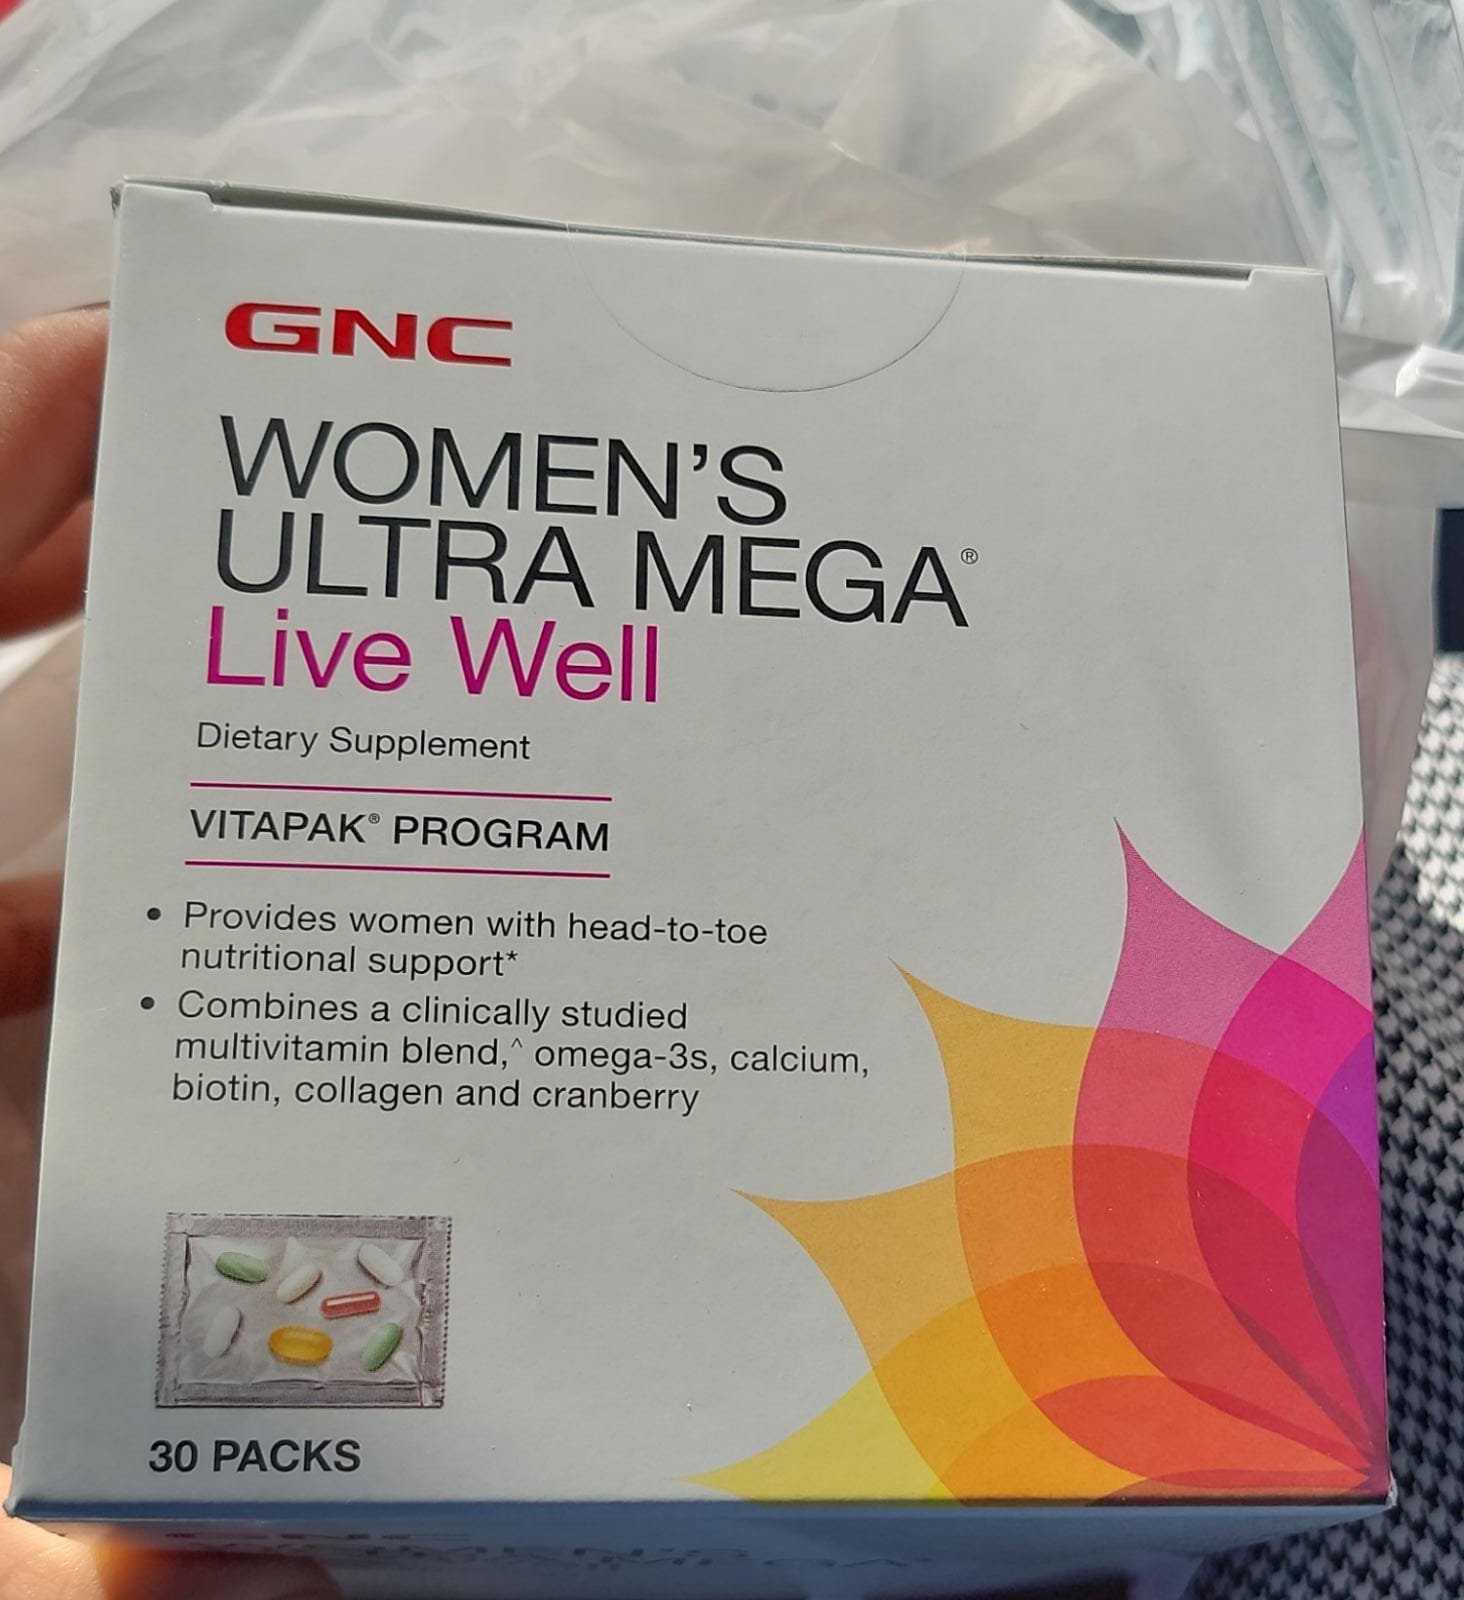 GNC
WOMEN'S
ULTRA MEGA®
Live Well
Dietary Supplement
VITAPAK® PROGRAM
• Provides women with head-to-toe
nutritional support*
• Combines a clinically studied
multivitamin blend,^ omega-3s, calcium,
biotin, collagen and cranberry
30 PACKS